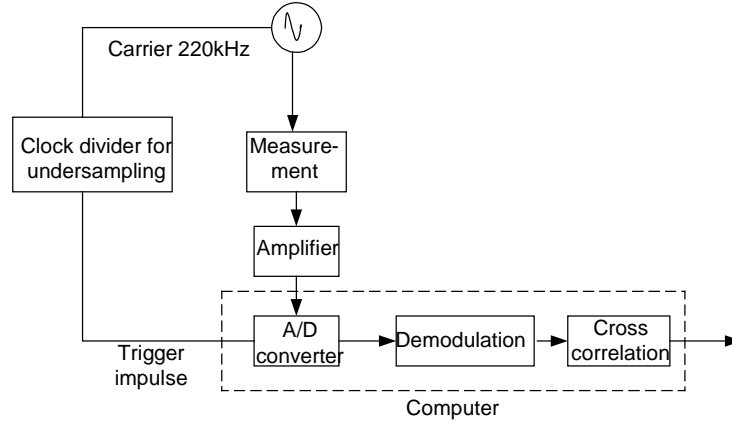 Carrier 220kHz
Clock divider for
undersampling
Measure-
ment
Amplifier
A/D
converter
Demodulation
Cross
correlation
Trigger
impulse
Computer